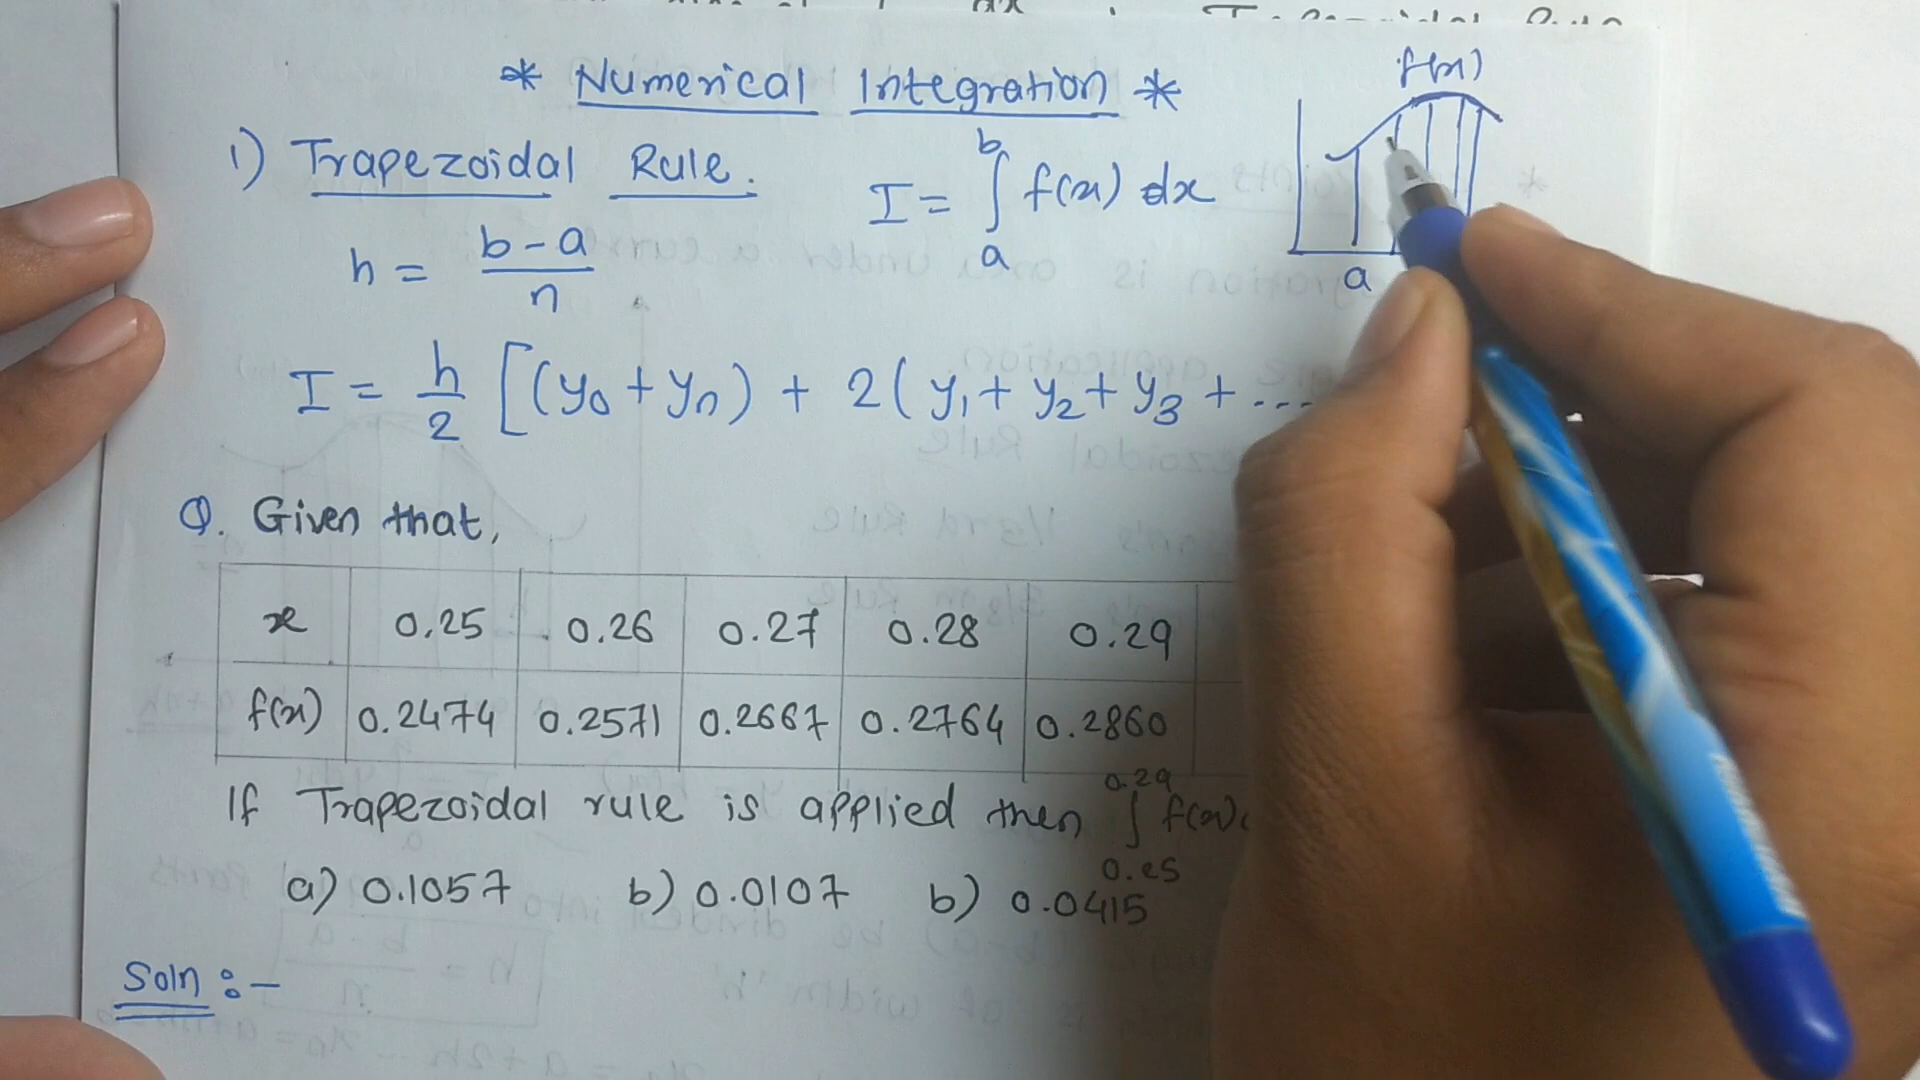 * Numerical Integration *
f(x)
1) Trapezoidal Rule.
I = ∫ₐᵇ f(x) dx
h = b-a / n
a
I = h/2 [(y₀ + yₙ) + 2(y₁ + y₂ + y₃ + ....
Q. Given that,
x 0.25 0.26 0.27 0.28 0.29
f(x) 0.2474 0.2571 0.2667 0.2764 0.2860
0.29
If Trapezoidal rule is applied then ∫ f(x)
0.25
a) 0.1057 b) 0.0107 b) 0.0415
Soln :-